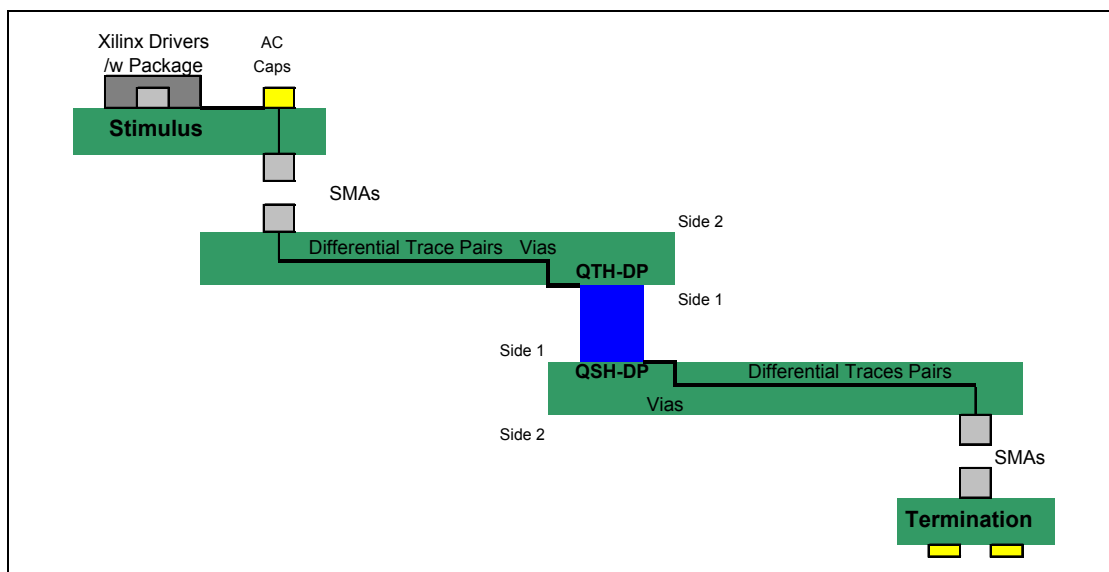 Xilinx Drivers
/w Package
AC
Caps
Stimulus
SMAs
Side 2
Differential Trace Pairs Vias
QTH-DP
Side 1
Side 1
QSH-DP
Differential Traces Pairs
Vias
Side 2
SMAs
Termination